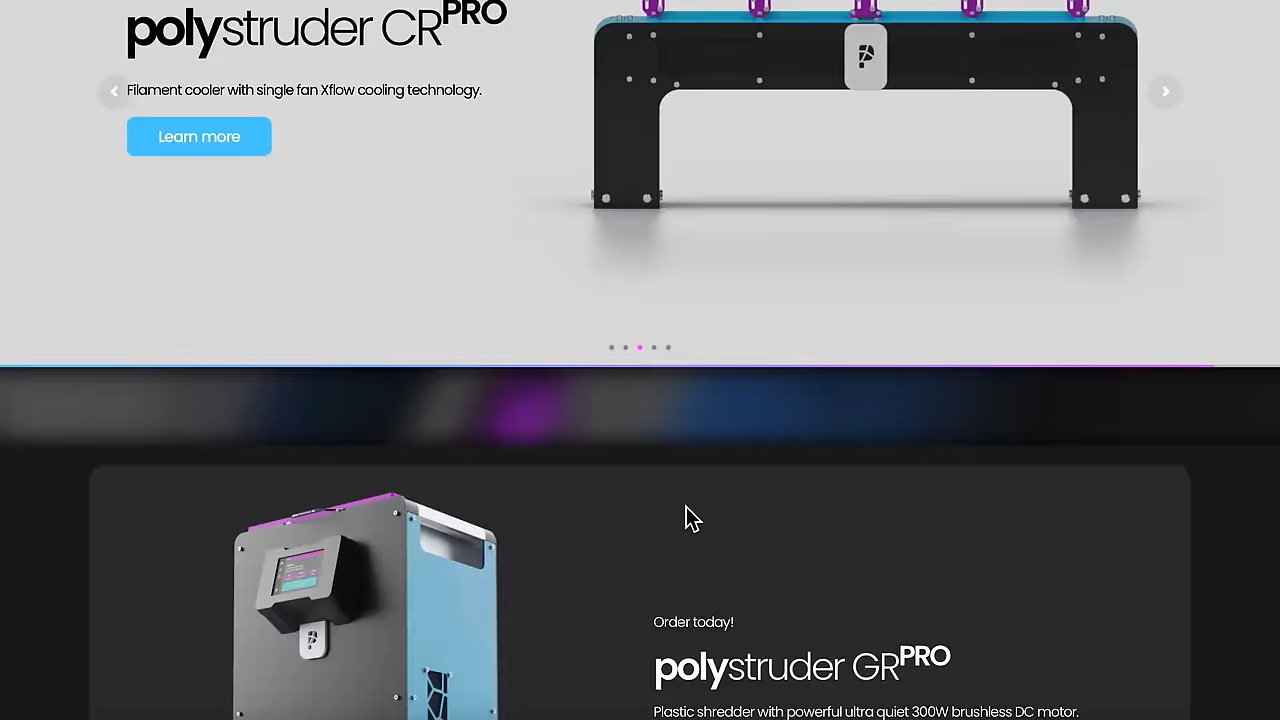 polystruder CRPRO
Filament cooler with single fan Xflow cooling technology.
Learn more
Order today!
polystruder GRPRO
Plastic shredder with powerful ultra quiet 300W brushless DC motor.